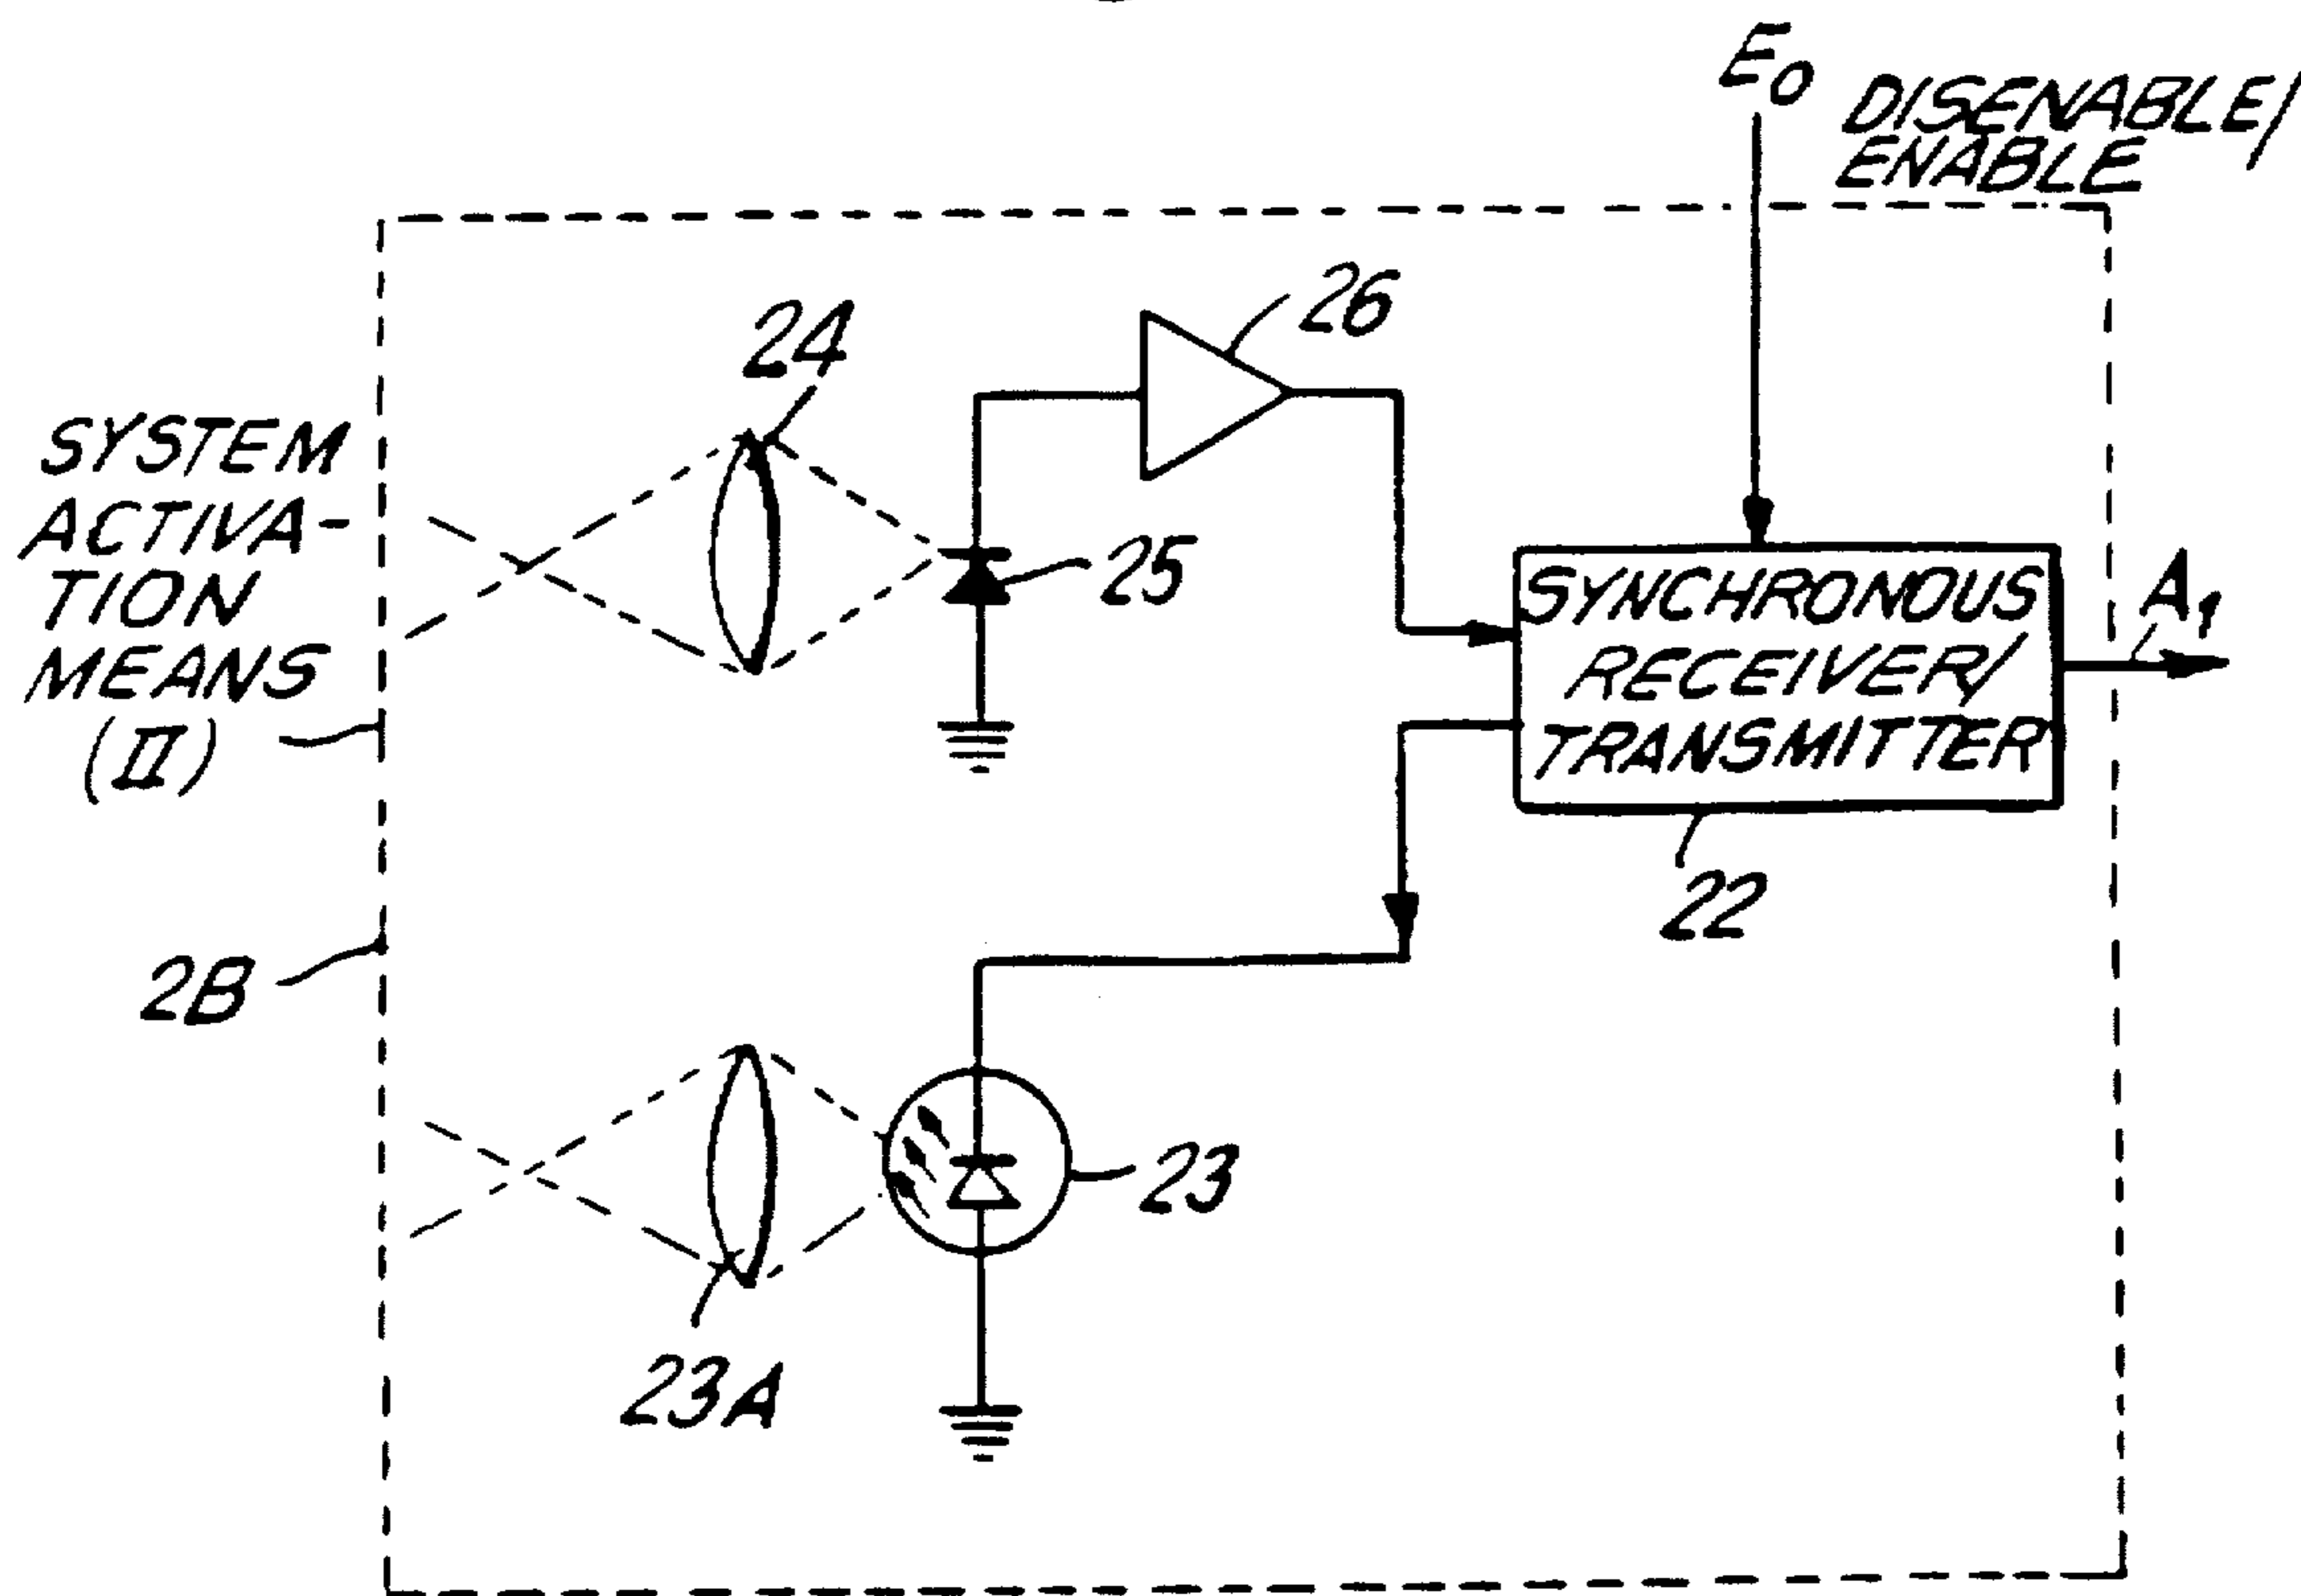 E0
DISENABLE/
ENABLE
26
24
SYSTEM
ACTIVA-
TION
MEANS
(II)
25
SYNCHRONOUS
RECEIVER/
TRANSMITTER
A1
22
2B
23
23A